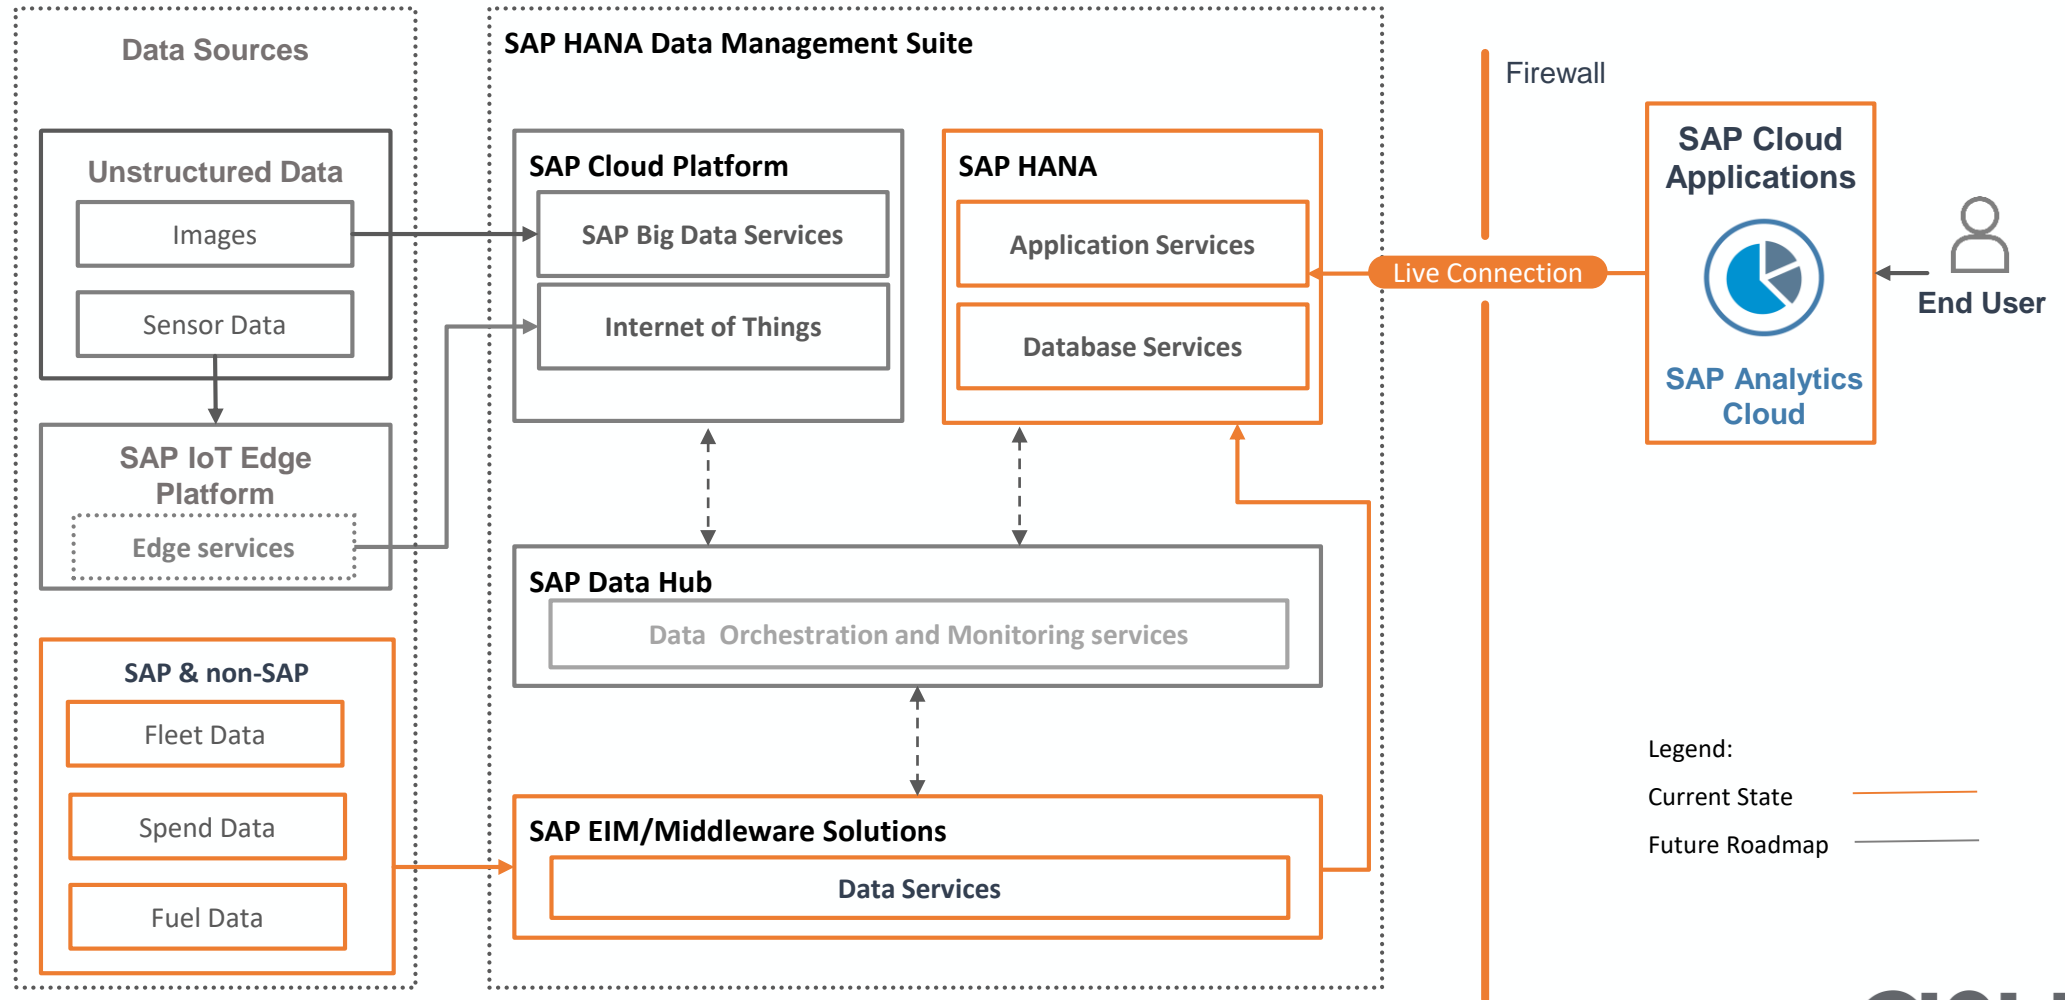 Data Sources
Unstructured Data
Images
Sensor Data
SAP IoT Edge
Platform
Edge services
SAP & non-SAP
Fleet Data
Spend Data
Fuel Data
SAP HANA Data Management Suite
SAP Cloud Platform
SAP Big Data Services
Internet of Things
SAP HANA
Application Services
Database Services
SAP Data Hub
Data Orchestration and Monitoring services
SAP EIM/Middleware Solutions
Data Services
Firewall
Live Connection
SAP Cloud
Applications
SAP Analytics
Cloud
End User
Legend:
Current State
Future Roadmap